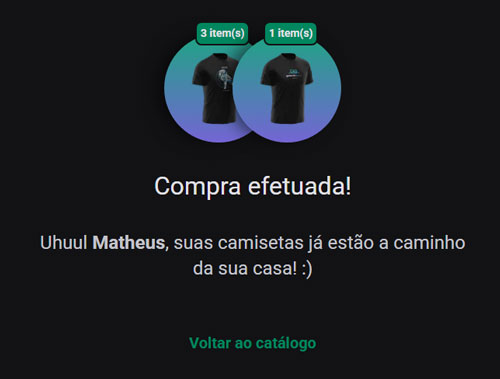 3 item(s) 1 item(s)
Compra efetuada!
Uhuul Matheus, suas camisetas já estão a caminho
da sua casa! :)
Voltar ao catálogo